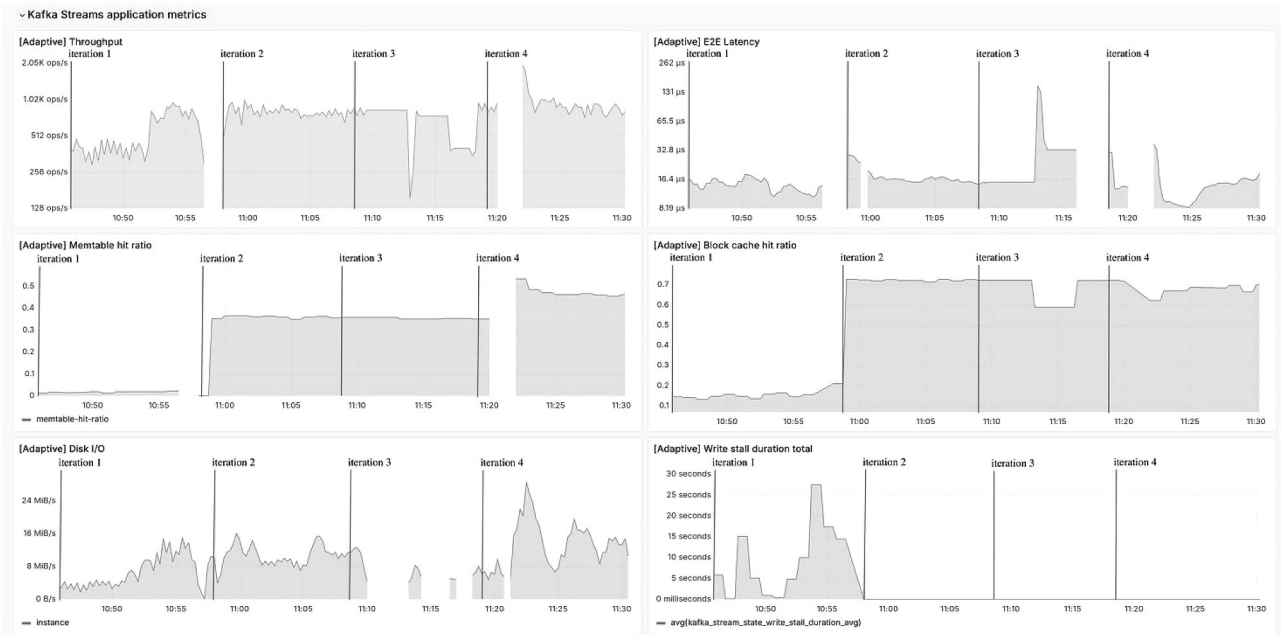 Kafka Streams application metrics
[Adaptive] Throughput
iteration 1 iteration 2 iteration 3 iteration 4
2.05K ops/s
1.02K ops/s
512 ops/s
256 ops/s
128 ops/s
10:50 10:55 11:00 11:05 11:10 11:15 11:20 11:25 11:30
[Adaptive] E2E Latency
iteration 1 iteration 2 iteration 3 iteration 4
262 µs
131 µs
65.5 µs
32.8 µs
16.4 µs
8.19 µs
10:50 10:55 11:00 11:05 11:10 11:15 11:20 11:25 11:30
[Adaptive] Memtable hit ratio
iteration 1 iteration 2 iteration 3 iteration 4
0.5
0.4
0.3
0.2
0.1
0
10:50 10:55 11:00 11:05 11:10 11:15 11:20 11:25 11:30
memtable-hit-ratio
[Adaptive] Block cache hit ratio
iteration 1 iteration 2 iteration 3 iteration 4
0.7
0.6
0.5
0.4
0.3
0.2
0.1
10:50 10:55 11:00 11:05 11:10 11:15 11:20 11:25 11:30
[Adaptive] Disk I/O
iteration 1 iteration 2 iteration 3 iteration 4
24 MiB/s
16 MiB/s
8 MiB/s
0 B/s
10:50 10:55 11:00 11:05 11:10 11:15 11:20 11:25 11:30
instance
[Adaptive] Write stall duration total
iteration 1 iteration 2 iteration 3 iteration 4
30 seconds
25 seconds
20 seconds
15 seconds
10 seconds
5 seconds
0 milliseconds
10:50 10:55 11:00 11:05 11:10 11:15 11:20 11:25 11:30
avg(kafka_stream_state_write_stall_duration_avg)